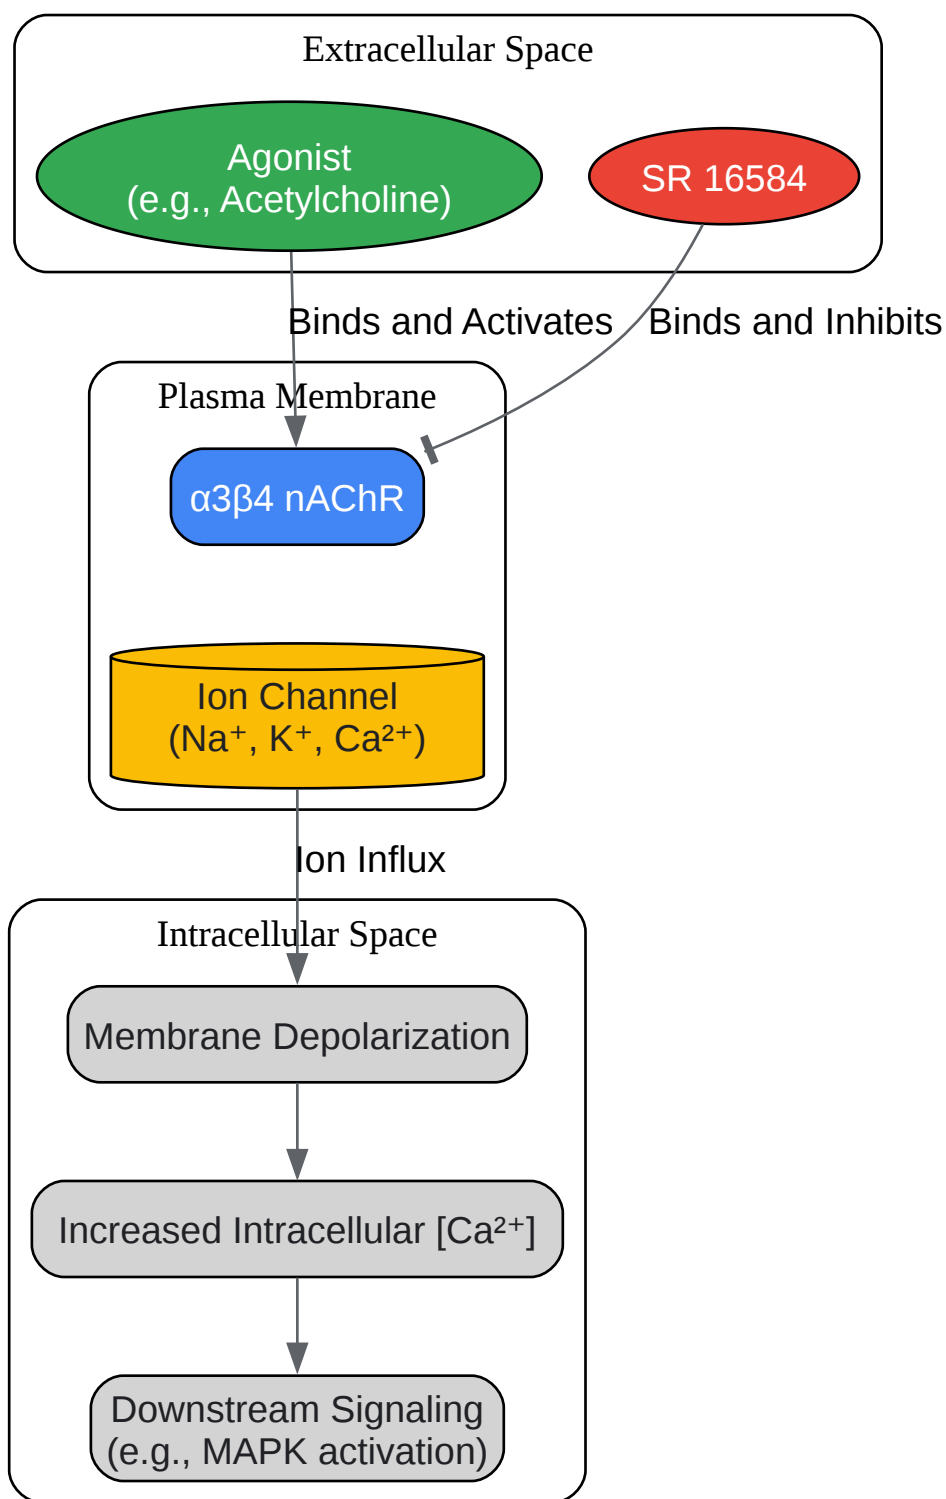 Extracellular Space
Agonist
(e.g., Acetylcholine)
SR 16584
Binds and Activates
Binds and Inhibits
Plasma Membrane
α3β4 nAChR
Ion Channel
(Na⁺, K⁺, Ca²⁺)
Ion Influx
Intracellular Space
Membrane Depolarization
Increased Intracellular [Ca²⁺]
Downstream Signaling
(e.g., MAPK activation)